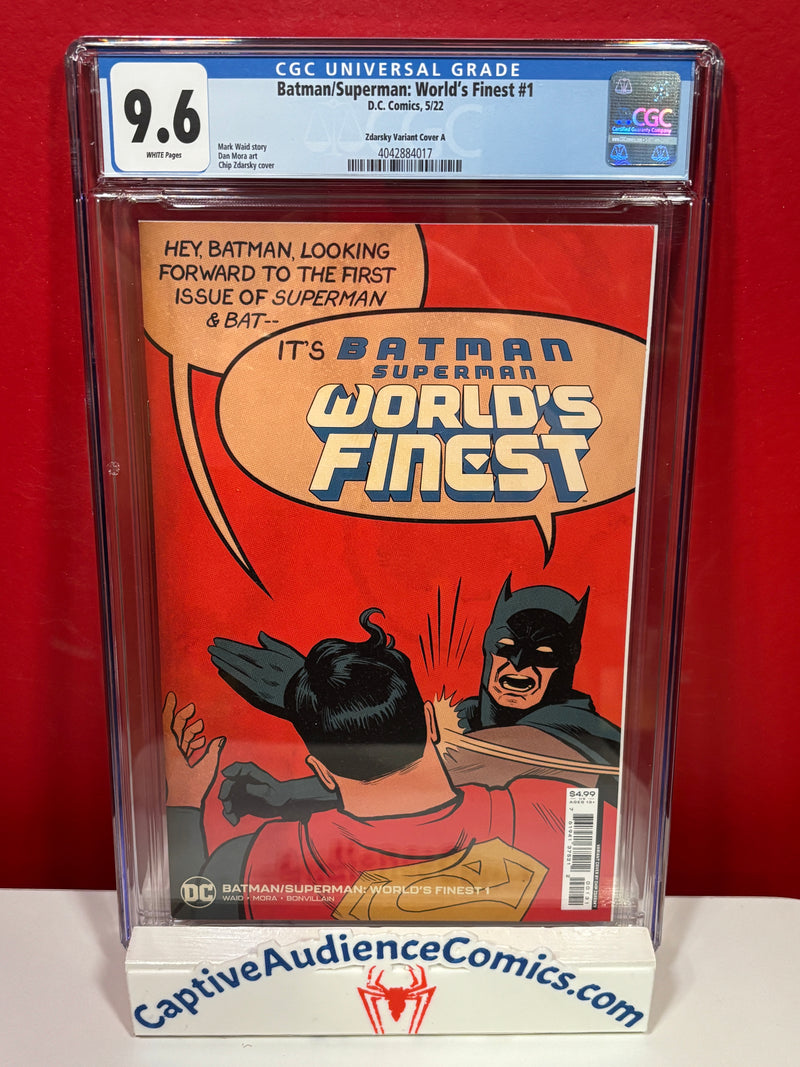 CGC UNIVERSAL GRADE
9.6
WHITE Pages
Batman/Superman: World's Finest #1
D.C. Comics, 5/22
Zdarsky Variant Cover A
4042884017
Mark Waid story
Dan Mora art
Chip Zdarsky cover
CGC
HEY, BATMAN, LOOKING
FORWARD TO THE FIRST
ISSUE OF SUPERMAN
& BAT--
IT'S BATMAN
SUPERMAN
WORLD'S
FINEST
$4.99
US
AGES 13+
DC
BATMAN/SUPERMAN: WORLD'S FINEST 1
WAID • MORA • BONVILLAIN
CaptiveAudienceComics.com